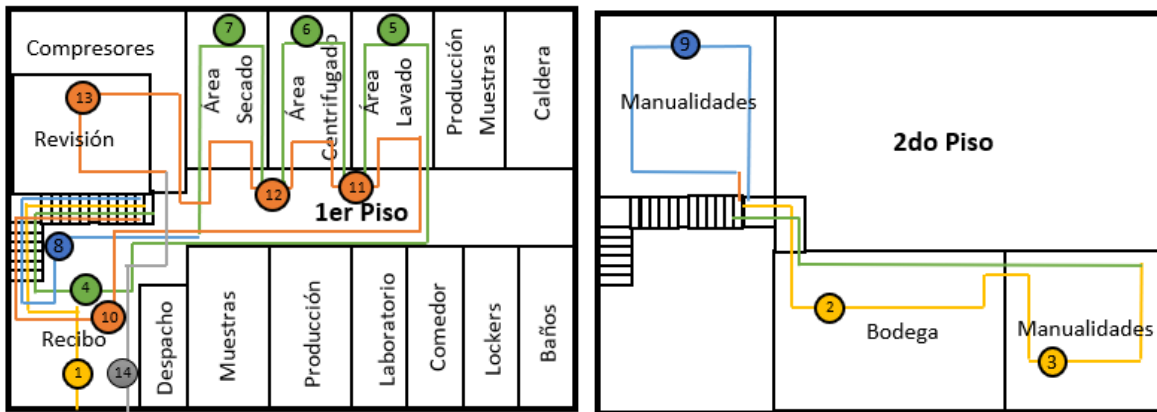 Compresores
7
6
5
Área
Secado
Área
Centrifugado
Área
Lavado
Producción
Muestras
Caldera
13
Revisión
12
11
1er Piso
8
4
10
Recibo
1
14
Despacho
Muestras
Producción
Laboratorio
Comedor
Lockers
Baños
9
Manualidades
2do Piso
2
Bodega
Manualidades
3